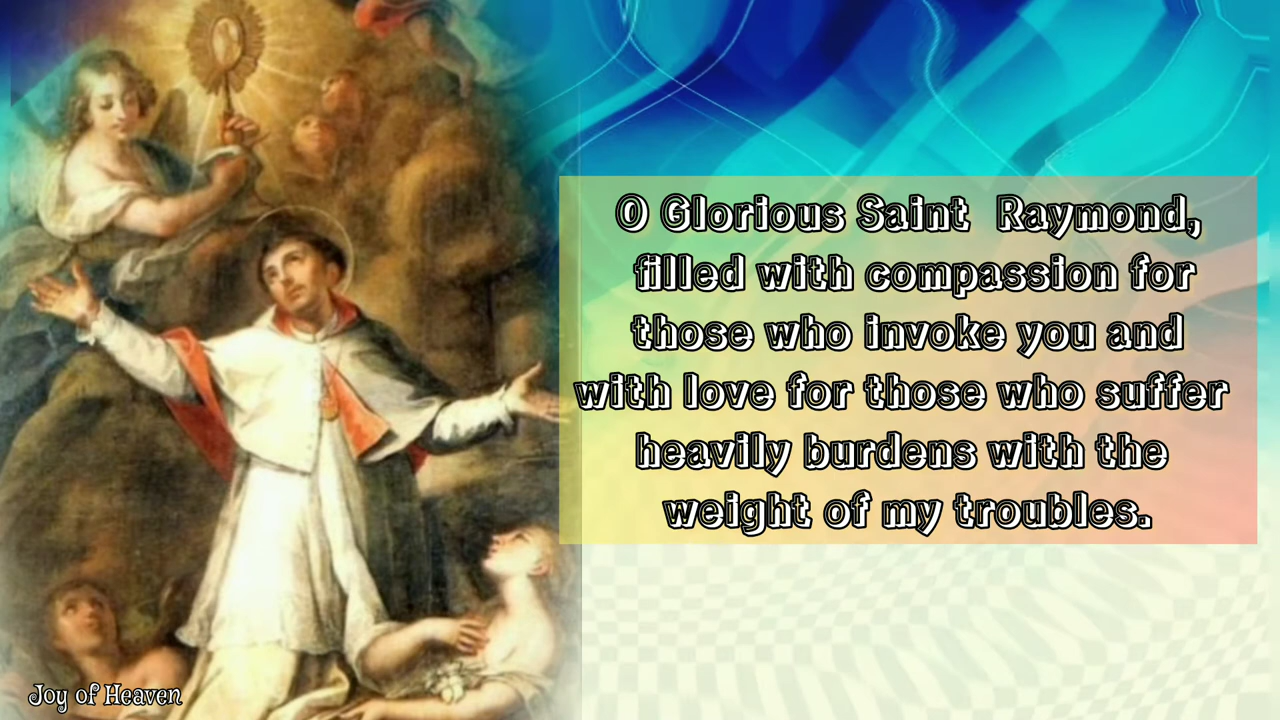 O Glorious Saint Raymond,
filled with compassion for
those who invoke you and
with love for those who suffer
heavily burdens with the
weight of my troubles.
Joy of Heaven